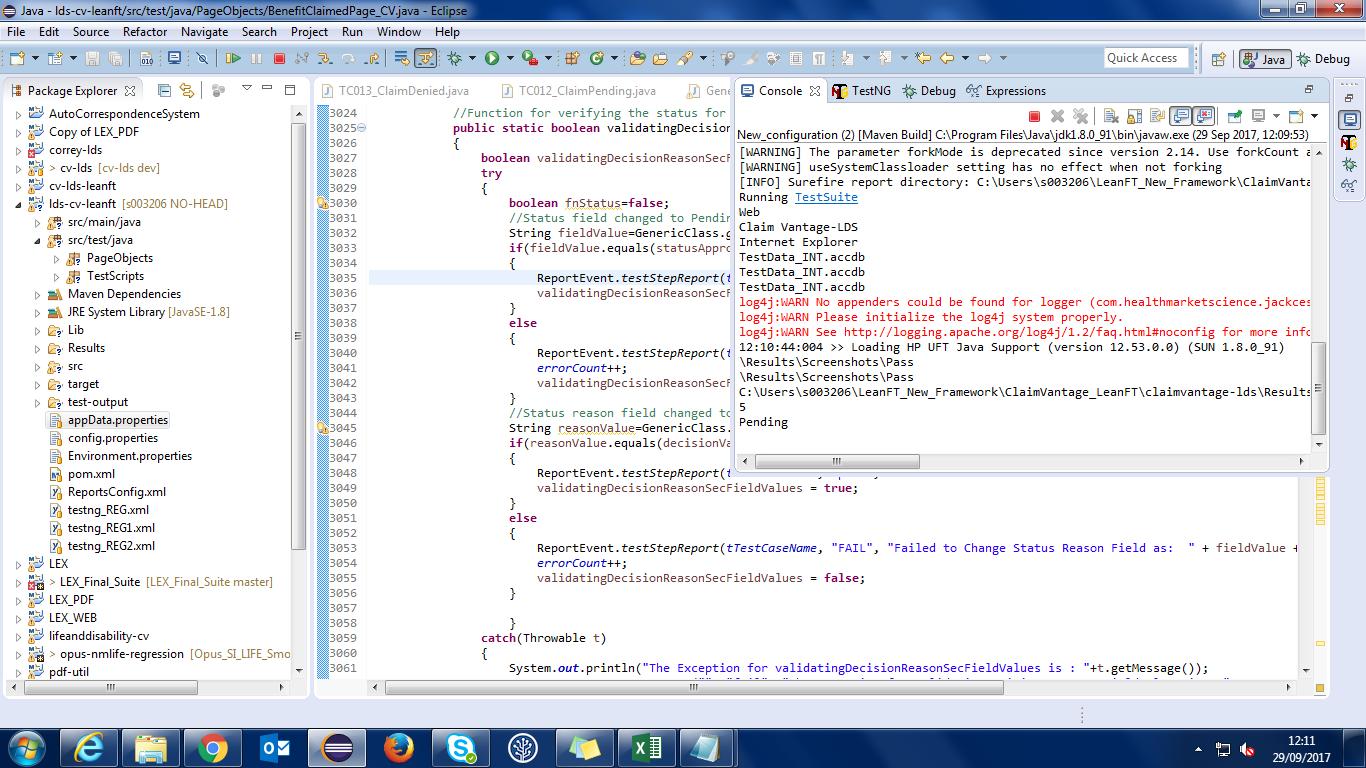 Java - lds-cv-leanft/src/test/java/PageObjects/BenefitClaimedPage_CV.java - Eclipse
File Edit Source Refactor Navigate Search Project Run Window Help
Quick Access
Java
Debug
Package Explorer
AutoCorrespondenceSystem
Copy of LEX_PDF
correy-lds
> cv-lds [cv-lds dev]
cv-lds-leanft
lds-cv-leanft [s003206 NO-HEAD]
src/main/java
src/test/java
PageObjects
TestScripts
Maven Dependencies
JRE System Library [JavaSE-1.8]
Lib
Results
src
target
test-output
appData.properties
config.properties
Environment.properties
pom.xml
ReportsConfig.xml
testng_REG.xml
testng_REG1.xml
testng_REG2.xml
LEX
> LEX_Final_Suite [LEX_Final_Suite master]
LEX_PDF
LEX_WEB
lifeanddisability-cv
> opus-nmlife-regression [Opus_SI_LIFE_Smo
pdf-util
TC013_ClaimDenied.java
TC012_ClaimPending.java
Gene
3024 //Function for verifying the status for
3025 public static boolean validatingDecision
3026 {
3027 boolean validatingDecisionReasonSecF
3028 try
3029 {
3030 boolean fnStatus=false;
3031 //Status field changed to Pendin
3032 String fieldValue=GenericClass.g
3033 if(fieldValue.equals(statusAppro
3034 {
3035 ReportEvent.testStepReport(t
3036 validatingDecisionReasonSecF
3037 }
3038 else
3039 {
3040 ReportEvent.testStepReport(t
3041 errorCount++;
3042 validatingDecisionReasonSecF
3043 }
3044 //Status reason field changed to
3045 String reasonValue=GenericClass.
3046 if(reasonValue.equals(decisionVa
3047 {
3048 ReportEvent.testStepReport(t
3049 validatingDecisionReasonSecFieldValues = true;
3050 }
3051 else
3052 {
3053 ReportEvent.testStepReport(tTestCaseName, "FAIL", "Failed to Change Status Reason Field as:  " + fieldValue +
3054 errorCount++;
3055 validatingDecisionReasonSecFieldValues = false;
3056 }
3057
3058 }
3059 catch(Throwable t)
3060 {
3061 System.out.println("The Exception for validatingDecisionReasonSecFieldValues is : "+t.getMessage());
Console
TestNG
Debug
Expressions
New_configuration (2) [Maven Build] C:\Program Files\Java\jdk1.8.0_91\bin\javaw.exe (29 Sep 2017, 12:09:53)
[WARNING] The parameter forkMode is deprecated since version 2.14. Use forkCount a
[WARNING] useSystemClassloader setting has no effect when not forking
[INFO] Surefire report directory: C:\Users\s003206\LeanFT_New_Framework\ClaimVanta
Running TestSuite
Web
Claim Vantage-LDS
Internet Explorer
TestData_INT.accdb
TestData_INT.accdb
TestData_INT.accdb
log4j:WARN No appenders could be found for logger (com.healthmarketscience.jackces
log4j:WARN Please initialize the log4j system properly.
log4j:WARN See http://logging.apache.org/log4j/1.2/faq.html#noconfig for more info
12:10:44:004 >> Loading HP UFT Java Support (version 12.53.0.0) (SUN 1.8.0_91)
\Results\Screenshots\Pass
\Results\Screenshots\Pass
C:\Users\s003206\LeanFT_New_Framework\ClaimVantage_LeanFT\claimvantage-lds\Results
5
Pending
12:11
29/09/2017